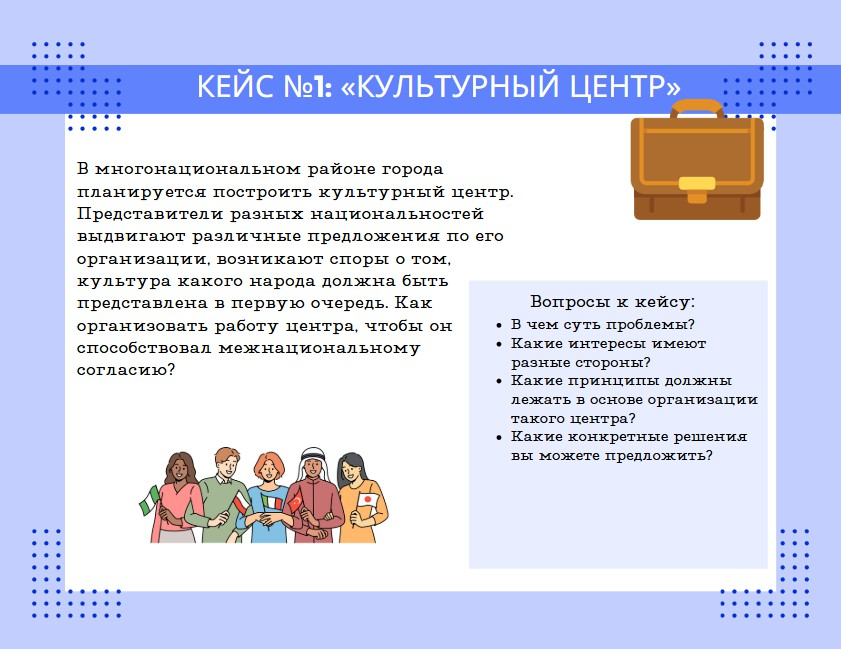 КЕЙС №1: «КУЛЬТУРНЫЙ ЦЕНТР»
В многонациональном районе города
планируется построить культурный центр.
Представители разных национальностей
выдвигают различные предложения по его
организации, возникают споры о том,
культура какого народа должна быть
представлена в первую очередь. Как
организовать работу центра, чтобы он
способствовал межнациональному
согласию?
Вопросы к кейсу:
• В чем суть проблемы?
• Какие интересы имеют
разные стороны?
• Какие принципы должны
лежать в основе организации
такого центра?
• Какие конкретные решения
вы можете предложить?